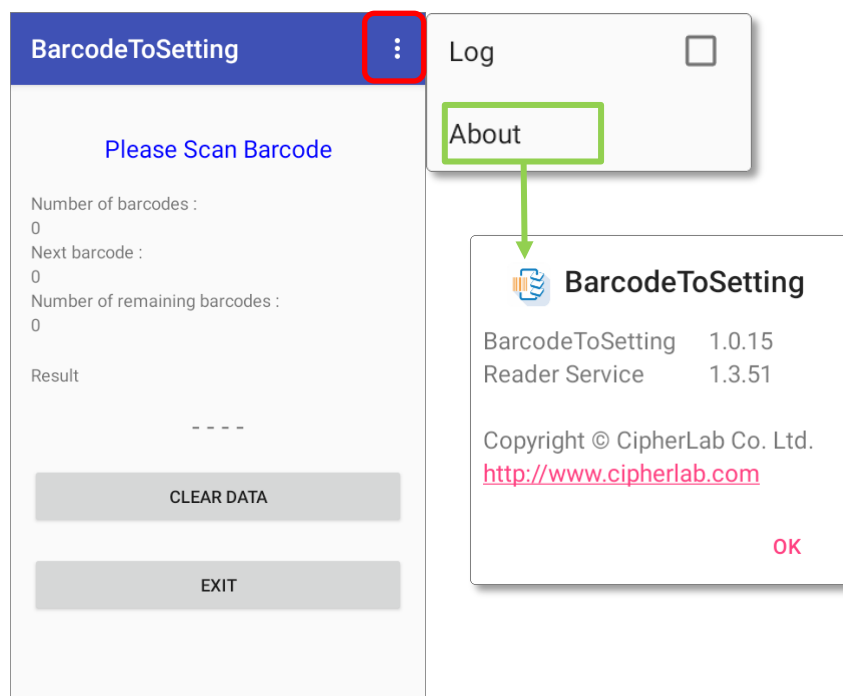 BarcodeToSetting
Please Scan Barcode
Number of barcodes :
0
Next barcode :
0
Number of remaining barcodes :
0
Result
- - - -
CLEAR DATA
EXIT
Log
About
BarcodeToSetting
BarcodeToSetting 1.0.15
Reader Service 1.3.51
Copyright © CipherLab Co. Ltd.
http://www.cipherlab.com
OK